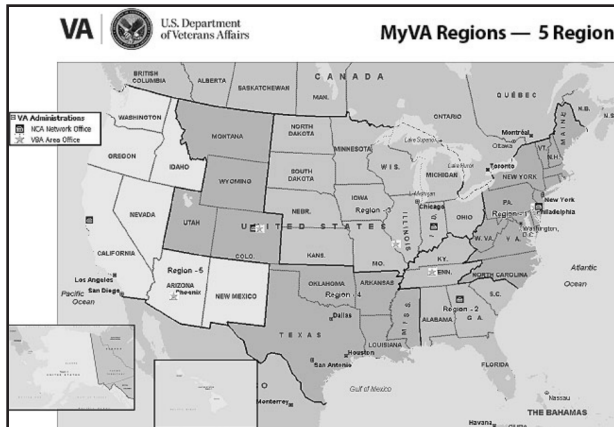 VA
U.S. Department
of Veterans Affairs
MyVA Regions — 5 Region
BRITISH
COLUMBIA
ALBERTA
SASKATCHEWAN
MAN.
CANADA
ONTARIO
QUÉBEC
N.B.
VA Administrations
NCA Network Office
VBA Area Office
WASHINGTON
MONTANA
NORTH
DAKOTA
MINNESOTA
Lake Superior
Ottawa
Montréal
MAINE
VT.
N.H.
OREGON
IDAHO
SOUTH
DAKOTA
WIS.
MICHIGAN
Lake Huron
Toronto
NEW YORK
WYOMING
NEVADA
UTAH
COLO.
NEBR.
IOWA
Chicago
ILLINOIS
OHIO
PA.
New York
Philadelphia
Washington,
D.C.
UNITED STATES
CALIFORNIA
KANS.
MO.
KY.
W.VA.
VA.
Region -5
ARIZONA
Phoenix
NEW MEXICO
OKLAHOMA
ARKANSAS
Region -4
TENN.
NORTH CAROLINA
S.C.
Los Angeles
San Diego
Pacific
Ocean
Atlantic
Ocean
Dallas
TEXAS
MISS
ALABAMA
GA.
Region -2
Houston
San Antonio
LOUISIANA
FLORIDA
Gulf of Mexico
Monterrey
Nassau
THE BAHAMAS
Havana